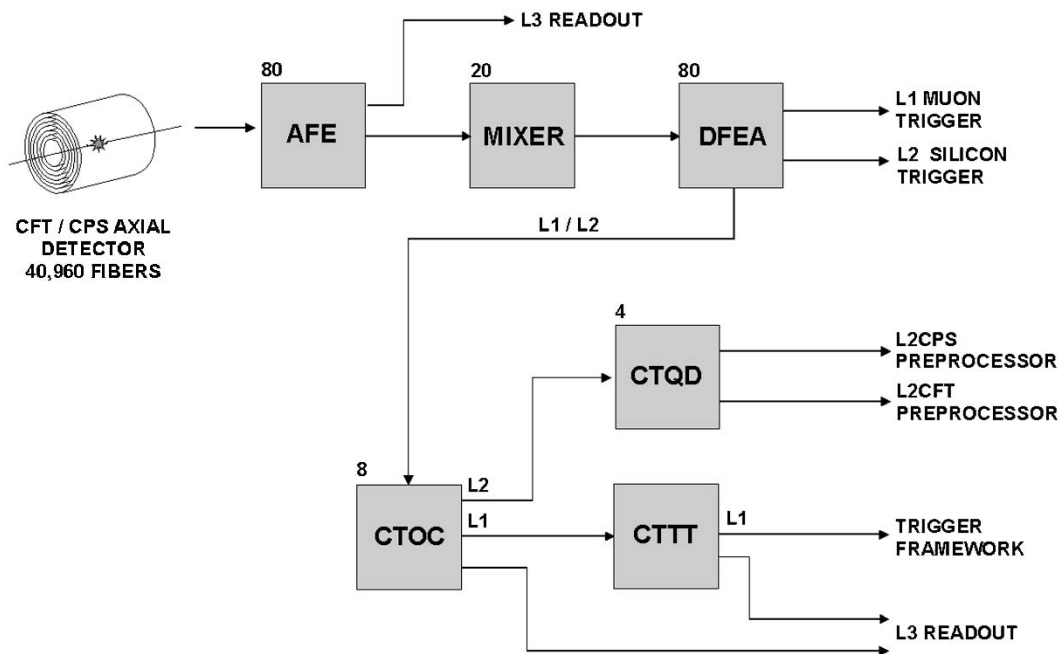 L3 READOUT
80
20
80
AFE
MIXER
DFEA
L1 MUON
TRIGGER
L2 SILICON
TRIGGER
CFT / CPS AXIAL
DETECTOR
40,960 FIBERS
L1 / L2
4
CTQD
L2CPS
PREPROCESSOR
L2CFT
PREPROCESSOR
8
CTOC
L2
L1
CTTT
L1
TRIGGER
FRAMEWORK
L3 READOUT